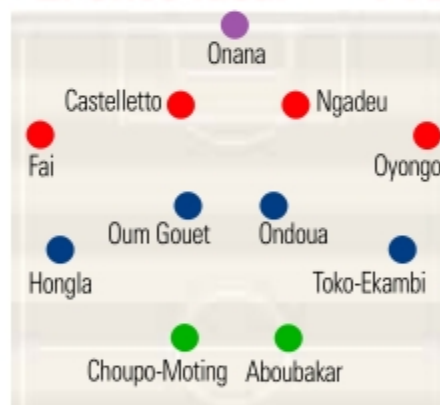 Onana
Castelletto Ngadeu
Fai Oyongo
Oum Gouet Ondoua
Hongla Toko-Ekambi
Choupo-Moting Aboubakar